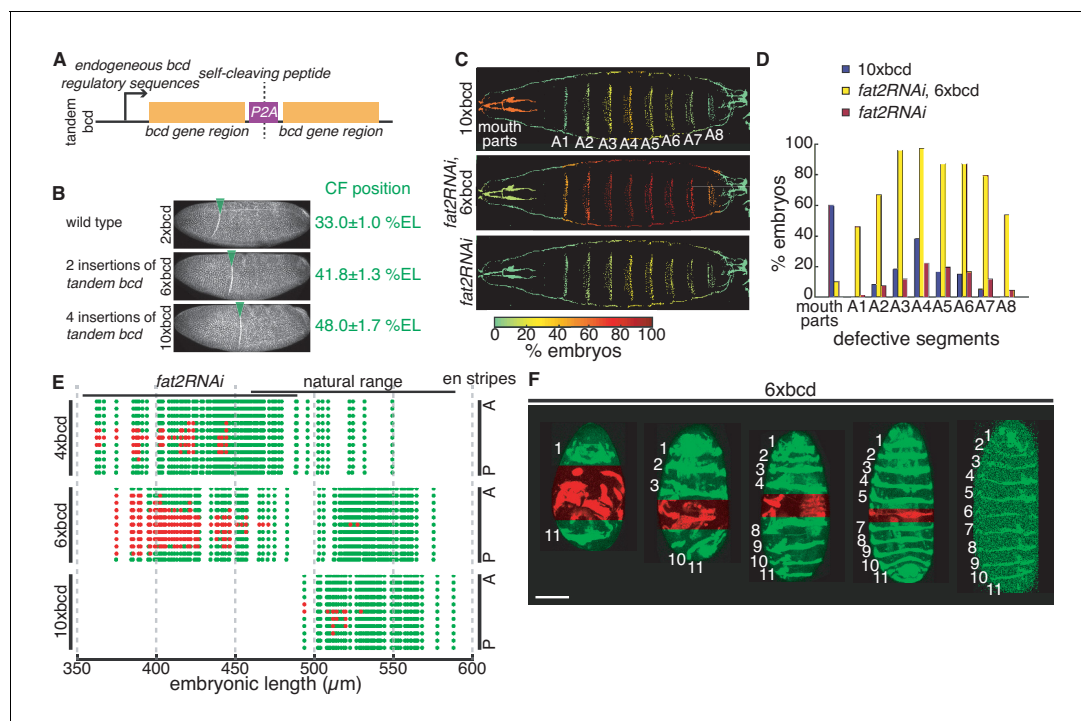 A
endogeneous bcd
regulatory sequences
self-cleaving peptide
tandem
bcd
P2A
bcd gene region
bcd gene region
B
CF position
wild type
2xbcd
33.0±1.0 %EL
2 insertions of
tandem bcd
6xbcd
41.8±1.3 %EL
4 insertions of
tandem bcd
10xbcd
48.0±1.7 %EL
C
10xbcd
mouth
parts
A1 A2 A3 A4 A5 A6 A7 A8
fat2RNAi,
6xbcd
fat2RNAi
0 20 40 60 80 100
% embryos
D
10xbcd
fat2RNAi, 6xbcd
fat2RNAi
% embryos
100
80
60
40
20
0
mouth
parts
A1 A2 A3 A4 A5 A6 A7 A8
defective segments
E
fat2RNAi
natural range
en stripes
4xbcd
A
P
6xbcd
A
P
10xbcd
A
P
350 400 450 500 550 600
embryonic length (µm)
F
6xbcd
1
11
1
2
3
10
11
1
2
3
4
8
9
10
11
1
2
3
4
5
7
8
9
10
11
1
2
3
4
5
6
7
8
9
10
11